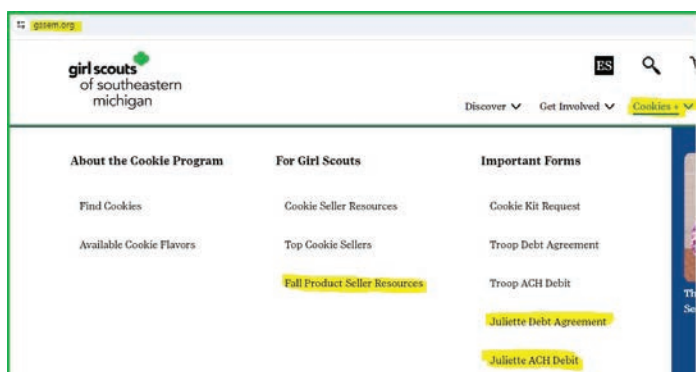 gssem.org
girl scouts
of southeastern
michigan
ES
Discover
Get Involved
Cookies +
About the Cookie Program
For Girl Scouts
Important Forms
Find Cookies
Cookie Seller Resources
Cookie Kit Request
Available Cookie Flavors
Top Cookie Sellers
Troop Debt Agreement
Fall Product Seller Resources
Troop ACH Debit
Juliette Debt Agreement
Juliette ACH Debit